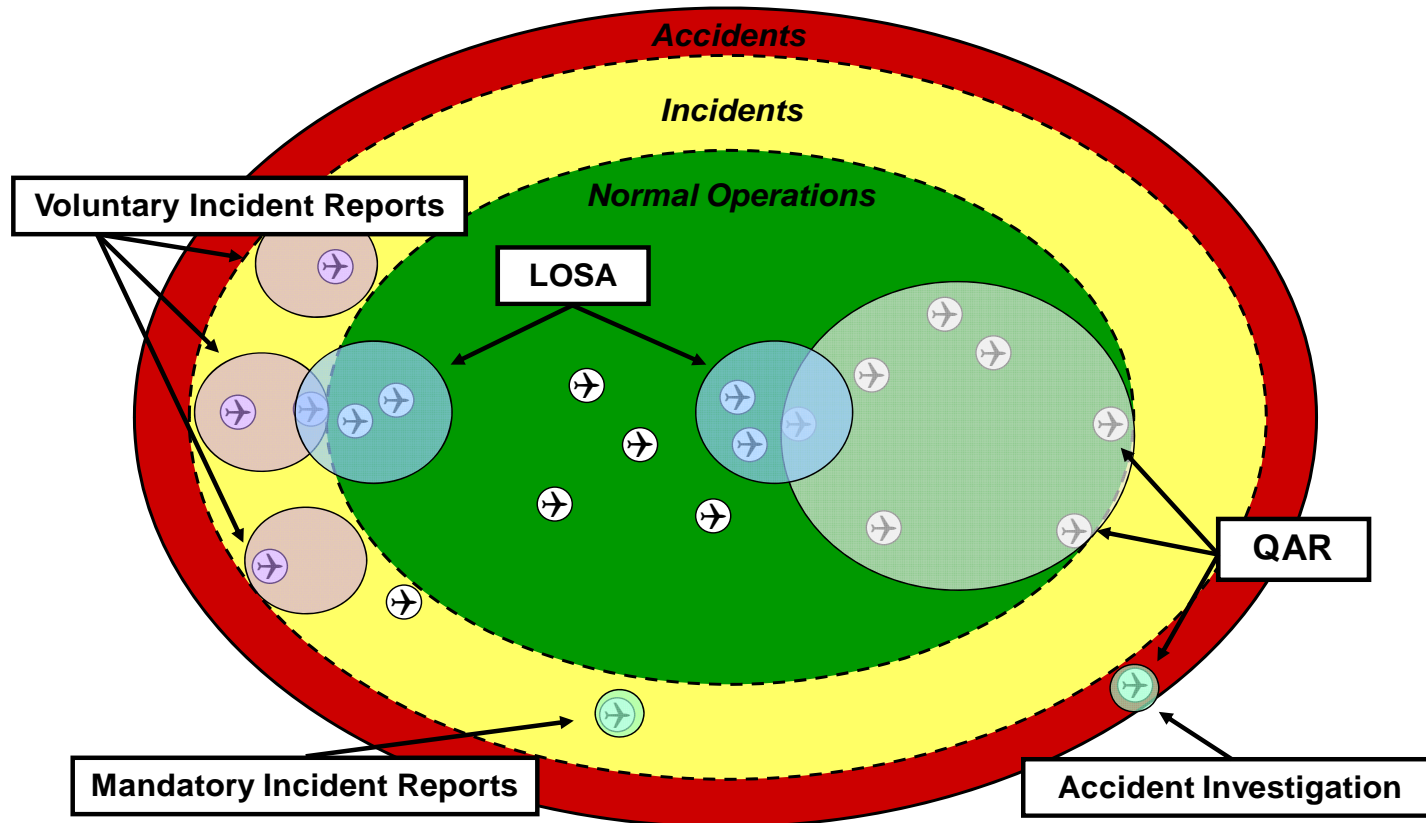 Accidents
Incidents
Normal Operations
Voluntary Incident Reports
LOSA
QAR
Mandatory Incident Reports
Accident Investigation